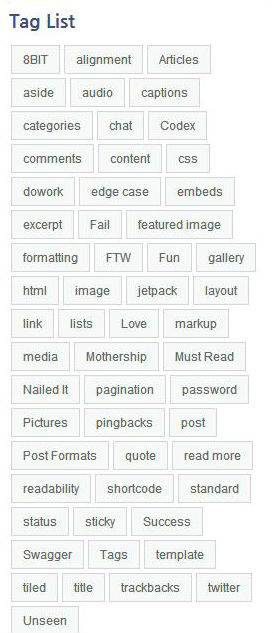 Tag List
8BIT alignment Articles
aside audio captions
categories chat Codex
comments content css
dowork edge case embeds
excerpt Fail featured image
formatting FTW Fun gallery
html image jetpack layout
link lists Love markup
media Mothership Must Read
Nailed It pagination password
Pictures pingbacks post
Post Formats quote read more
readability shortcode standard
status sticky Success
Swagger Tags template
tiled title trackbacks twitter
Unseen